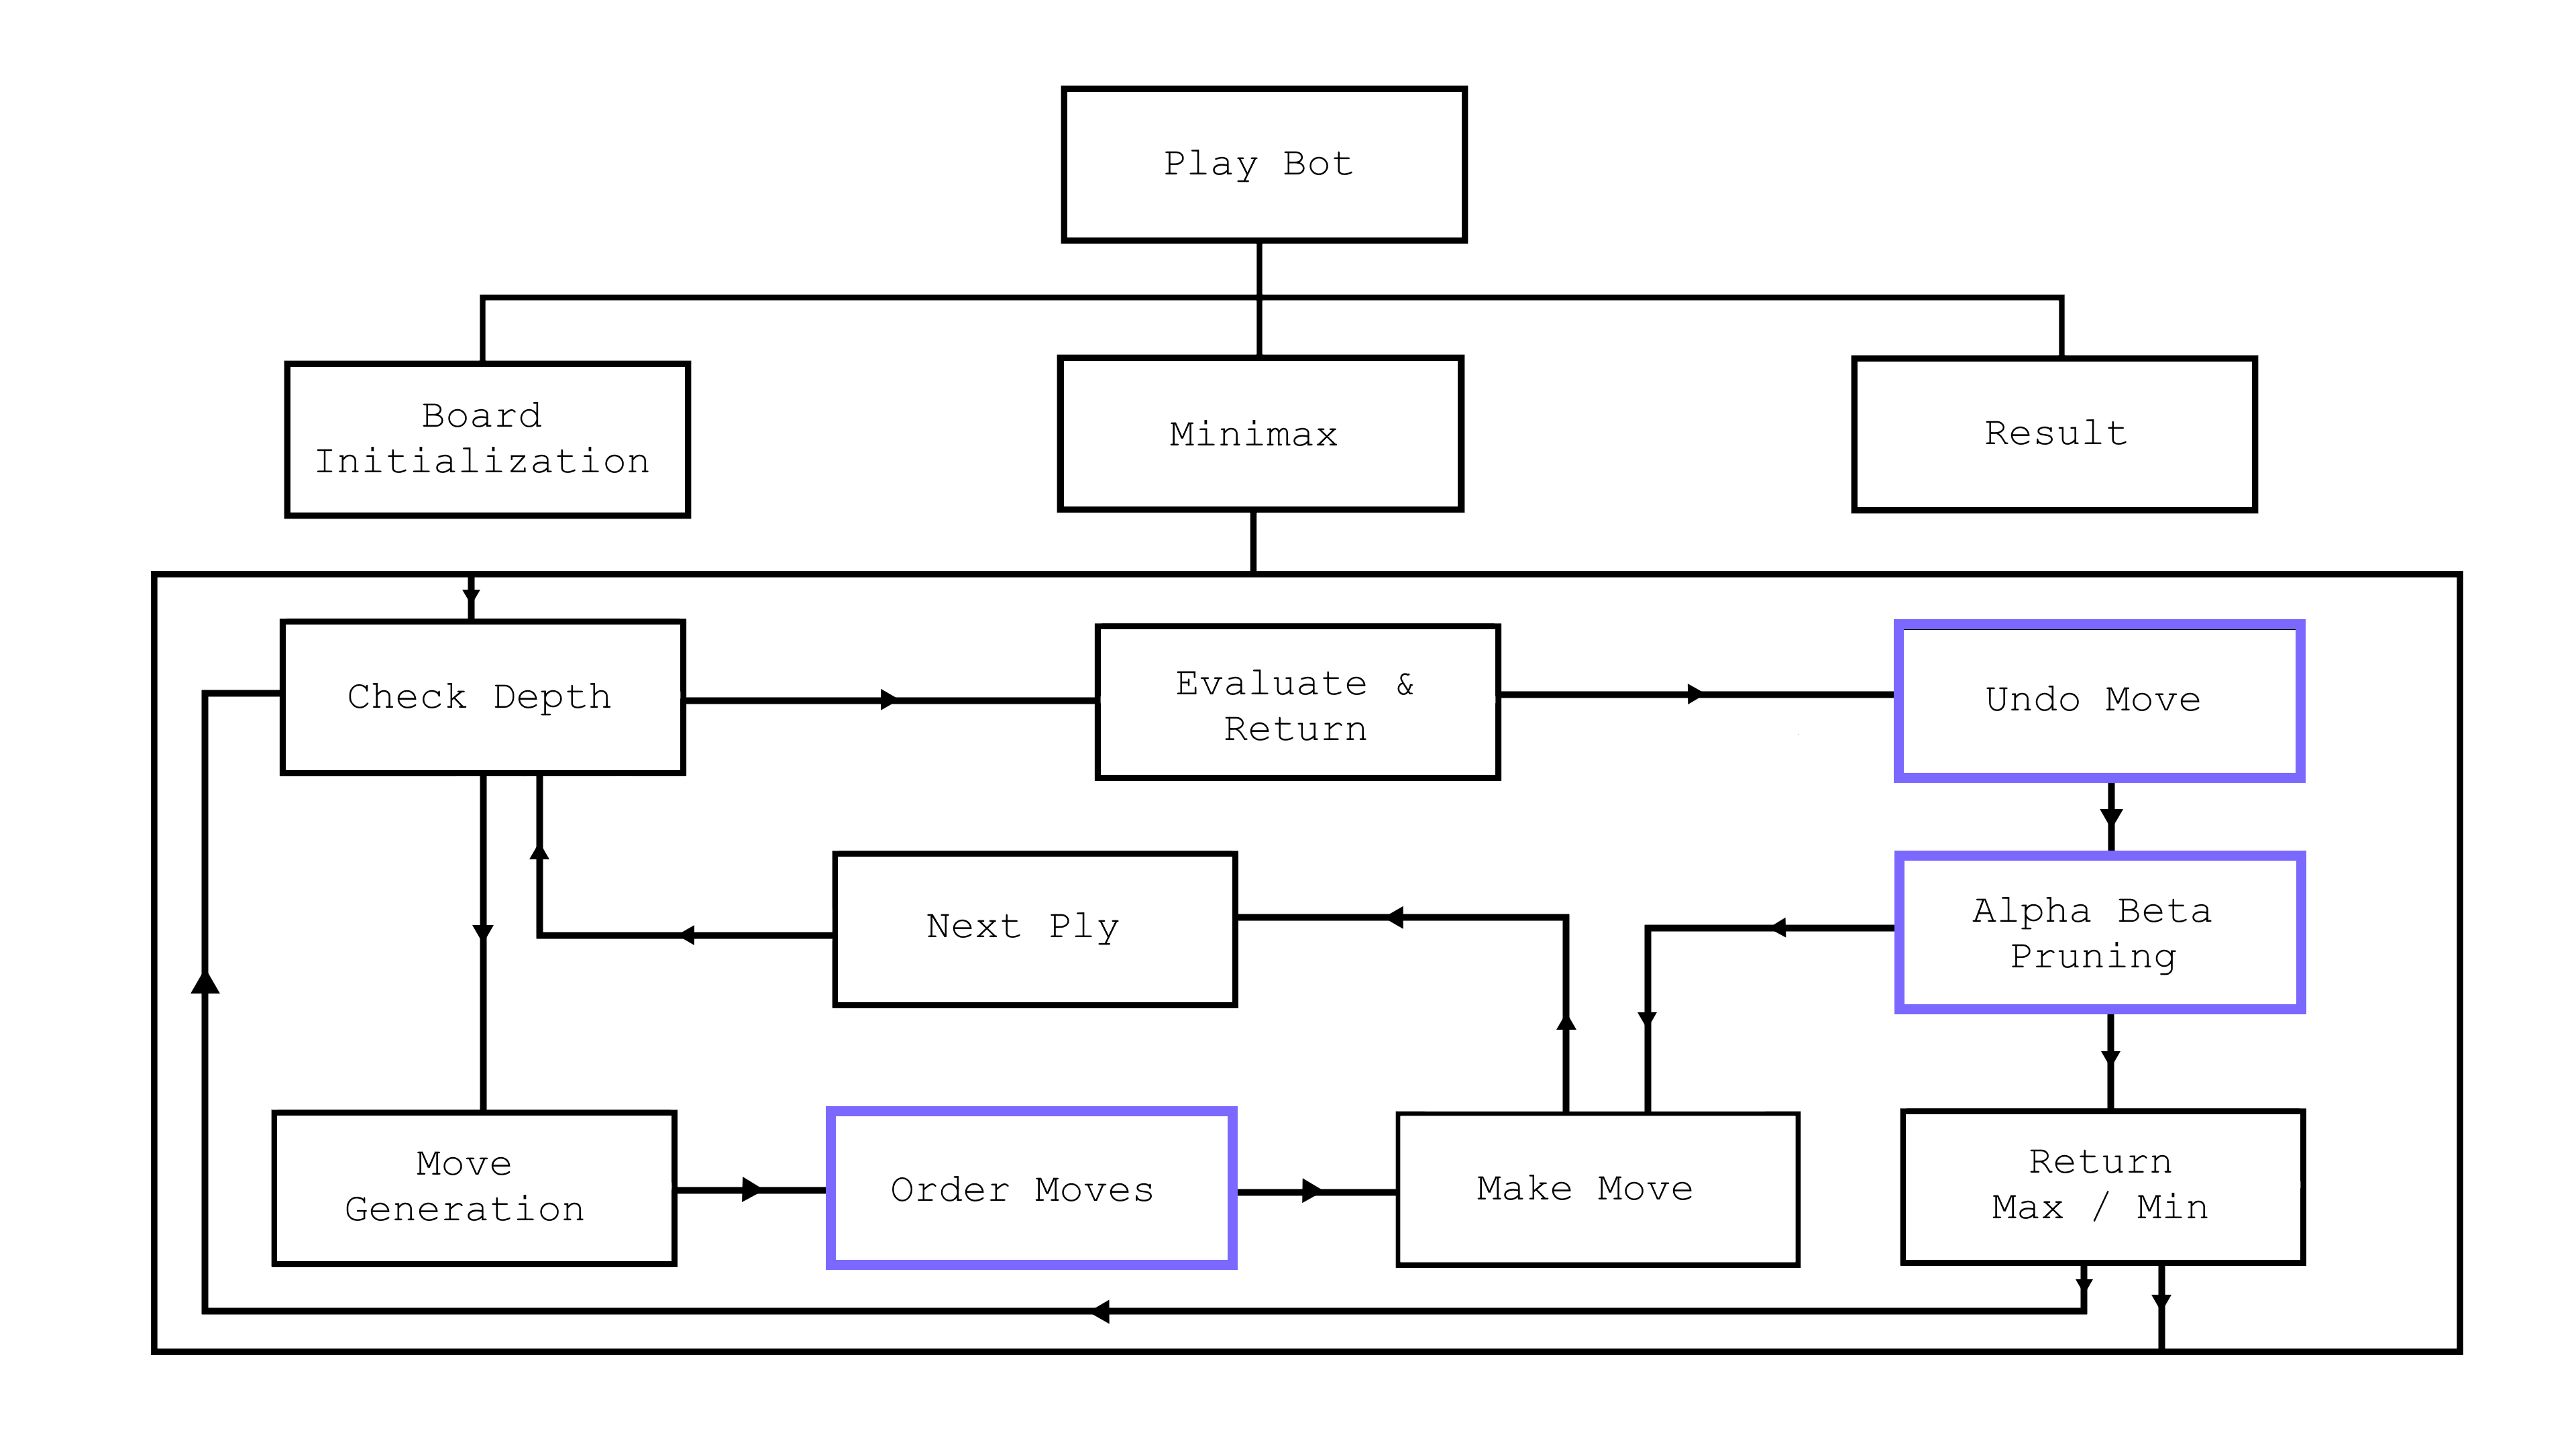 Play Bot
Board
Initialization
Minimax
Result
Check Depth
Evaluate &
Return
Undo Move
Next Ply
Alpha Beta
Pruning
Move
Generation
Order Moves
Make Move
Return
Max / Min